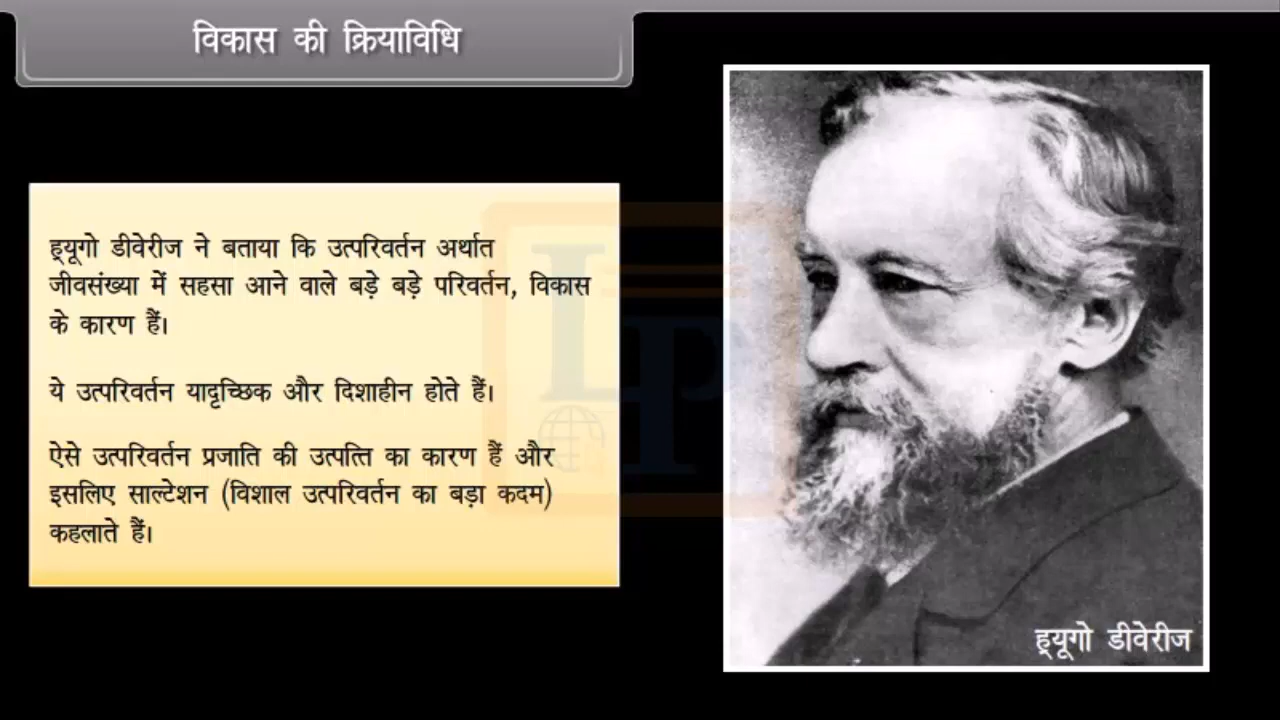 विकास की क्रियाविधि
ह्यूगो डीवेरीज ने बताया कि उत्परिवर्तन अर्थात
जीवसंख्या में सहसा आने वाले बड़े बड़े परिवर्तन, विकास
के कारण हैं।
ये उत्परिवर्तन यादृच्छिक और दिशाहीन होते हैं।
ऐसे उत्परिवर्तन प्रजाति की उत्पत्ति का कारण हैं और
इसलिए साल्टेशन (विशाल उत्परिवर्तन का बड़ा कदम)
कहलाते हैं।
ह्यूगो डीवेरीज